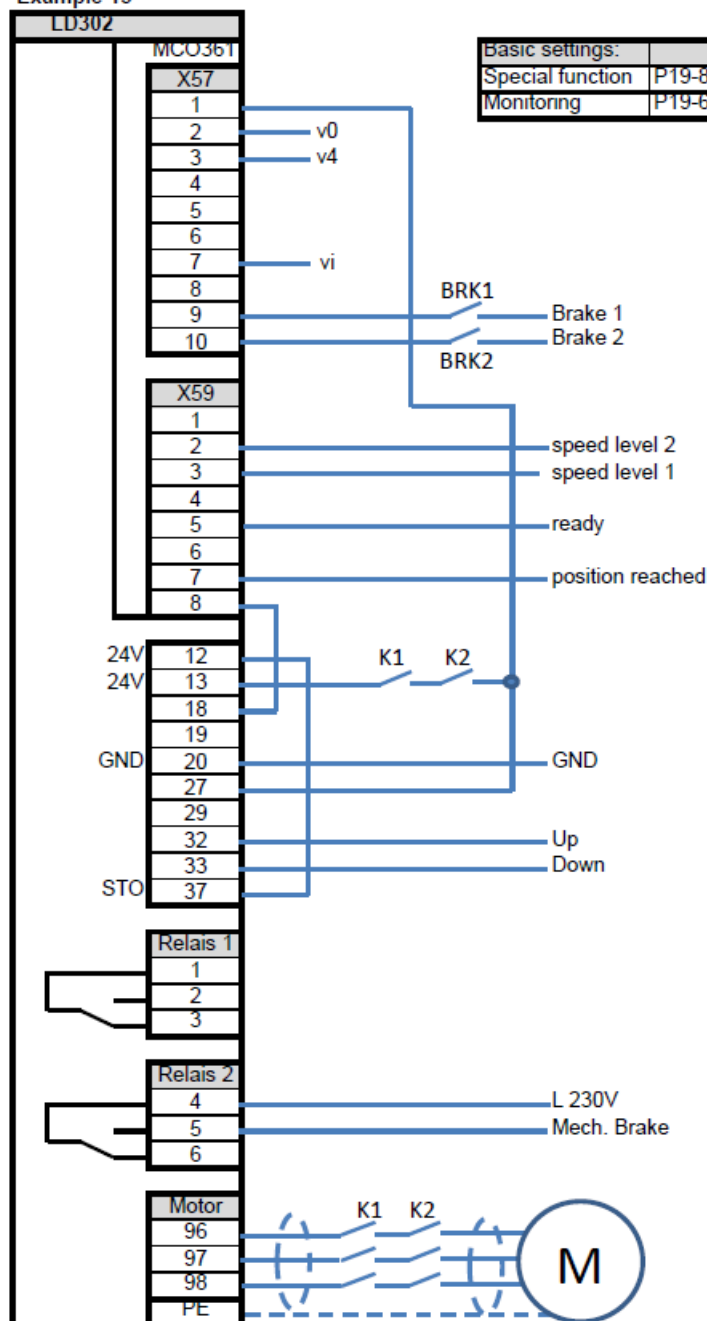 LD302
MCO361
Basic settings:
Special function P19-8
Monitoring P19-6
X57
1
2 v0
3 v4
4
5
6
7 vi
8
BRK1
9 Brake 1
10 Brake 2
BRK2
X59
1
2 speed level 2
3 speed level 1
4
5 ready
6
7 position reached
8
24V 12
K1 K2
24V 13
18
19
GND 20 GND
27
29
32 Up
33 Down
STO 37
Relais 1
1
2
3
Relais 2
4 L 230V
5 Mech. Brake
6
Motor
K1 K2
96
97
98
M
PE